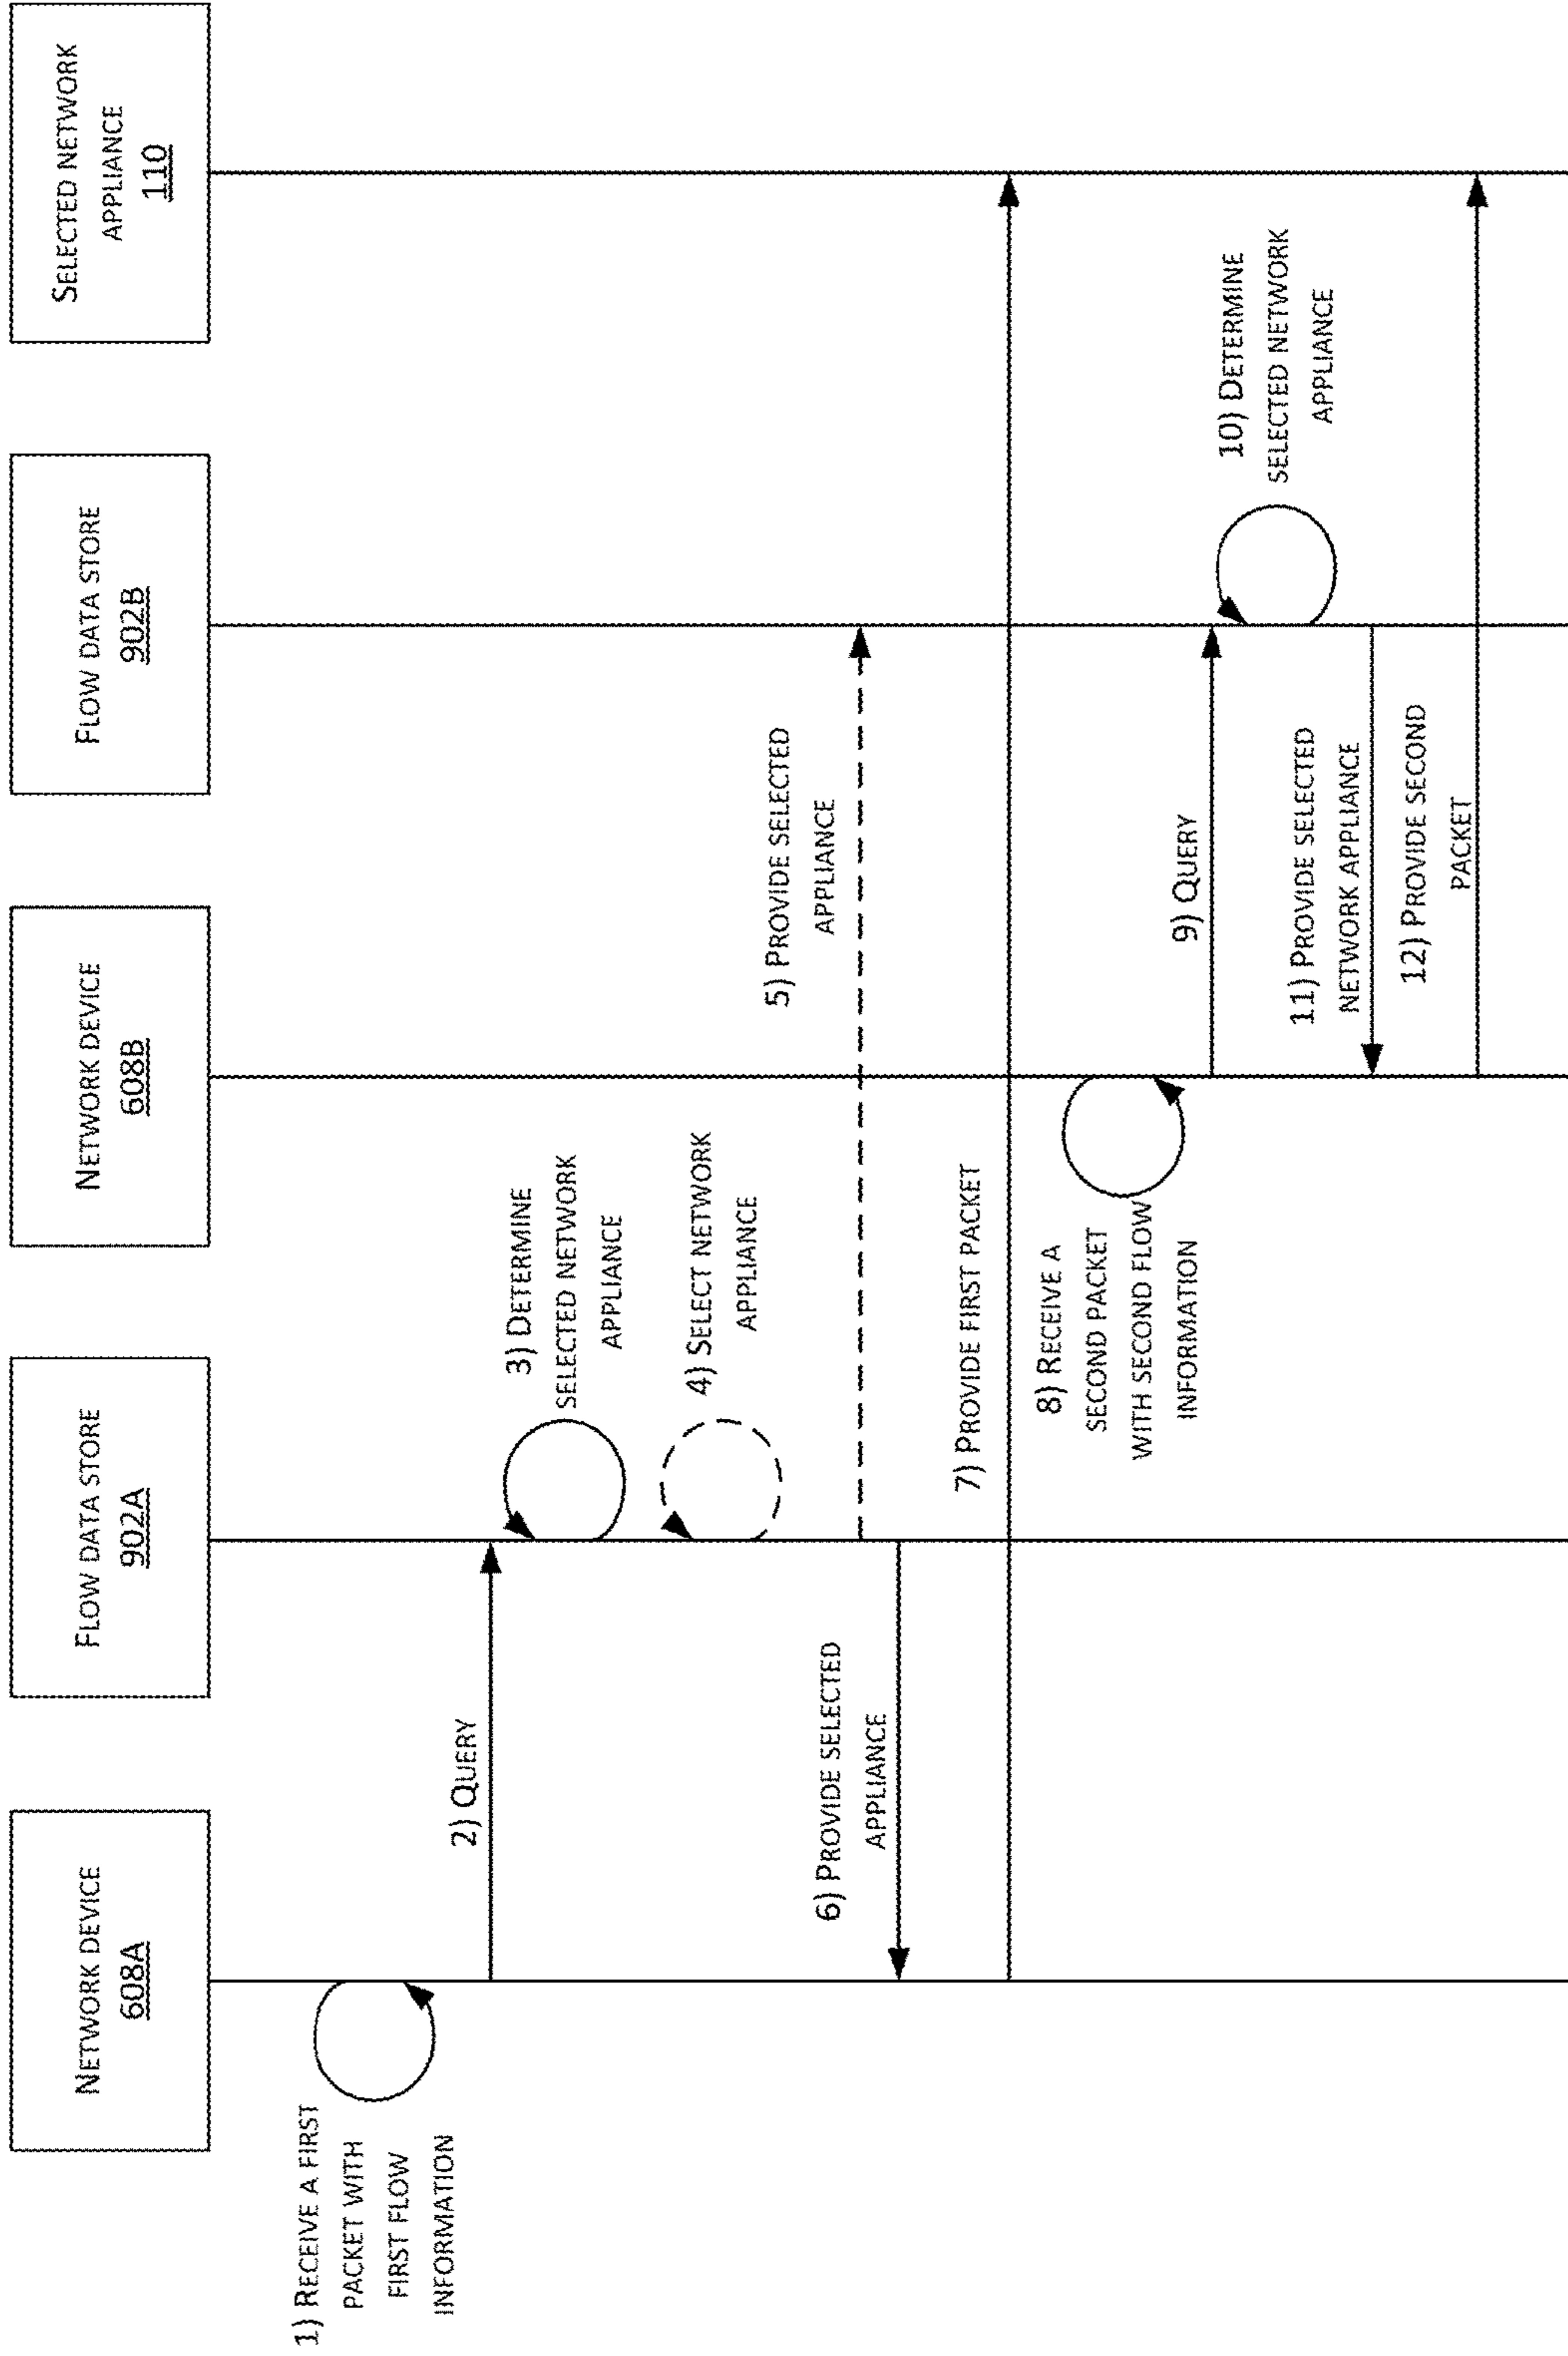 NETWORK DEVICE
608A
FLOW DATA STORE
902A
NETWORK DEVICE
608B
FLOW DATA STORE
902B
SELECTED NETWORK
APPLIANCE
110
1) RECEIVE A FIRST
PACKET WITH
FIRST FLOW
INFORMATION
2) QUERY
3) DETERMINE
SELECTED NETWORK
APPLIANCE
4) SELECT NETWORK
APPLIANCE
5) PROVIDE SELECTED
APPLIANCE
6) PROVIDE SELECTED
APPLIANCE
7) PROVIDE FIRST PACKET
8) RECEIVE A
SECOND PACKET
WITH SECOND FLOW
INFORMATION
9) QUERY
10) DETERMINE
SELECTED NETWORK
APPLIANCE
11) PROVIDE SELECTED
NETWORK APPLIANCE
12) PROVIDE SECOND
PACKET